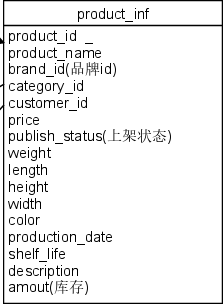 product_inf
product_id _
product_name
brand_id(品牌id)
category_id
customer_id
price
publish_status(上架状态)
weight
length
height
width
color
production_date
shelf_life
description
amout(库存)